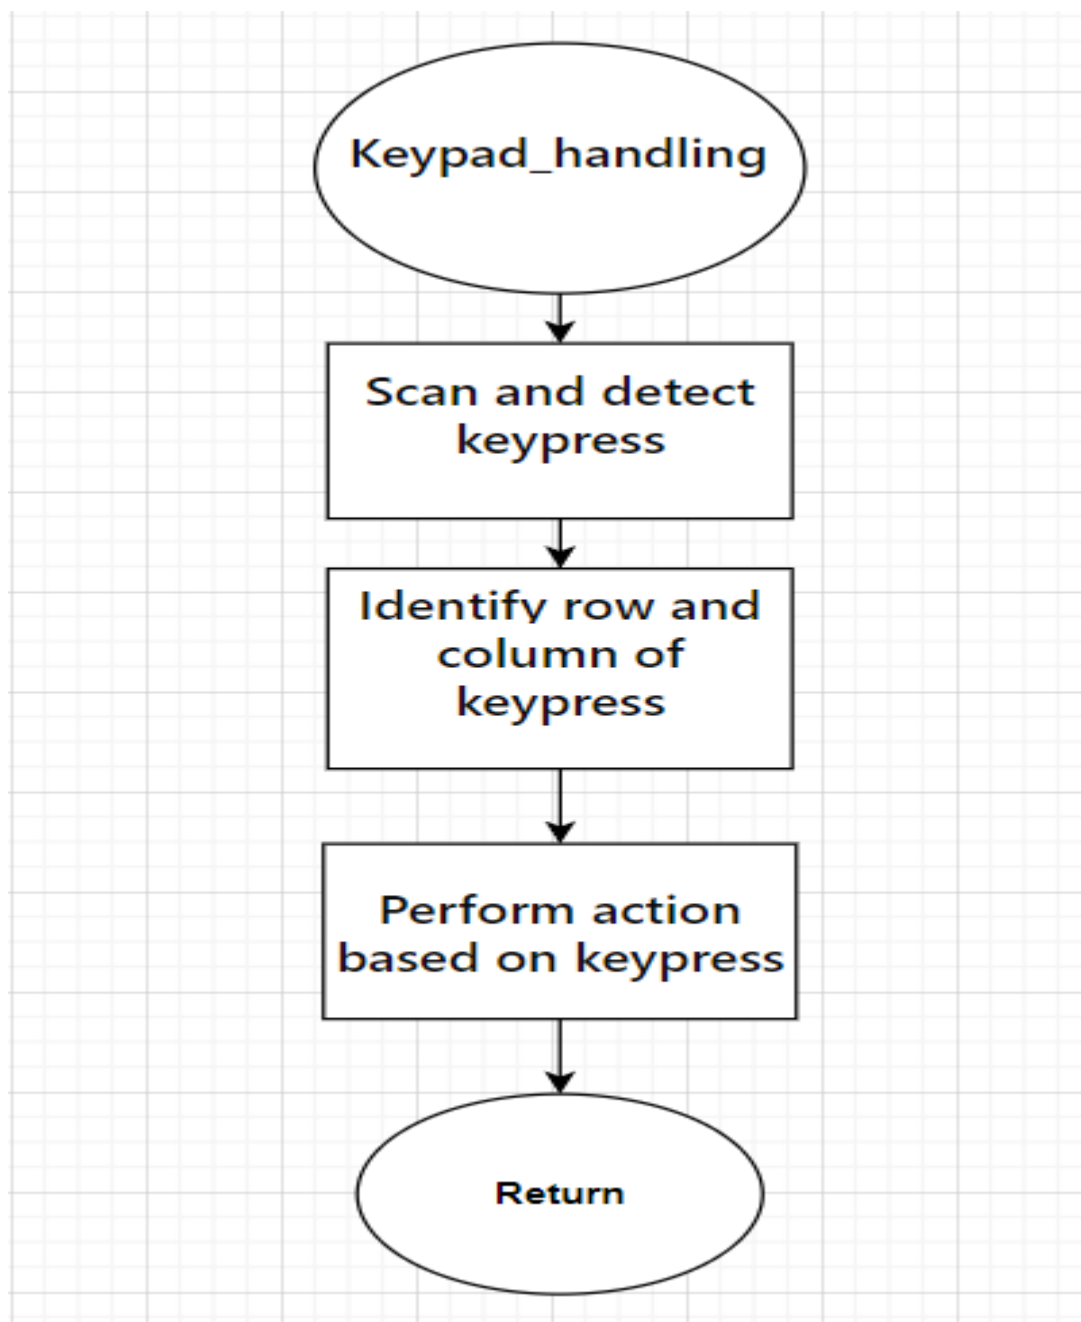 Keypad_handling
Scan and detect
keypress
Identify row and
column of
keypress
Perform action
based on keypress
Return